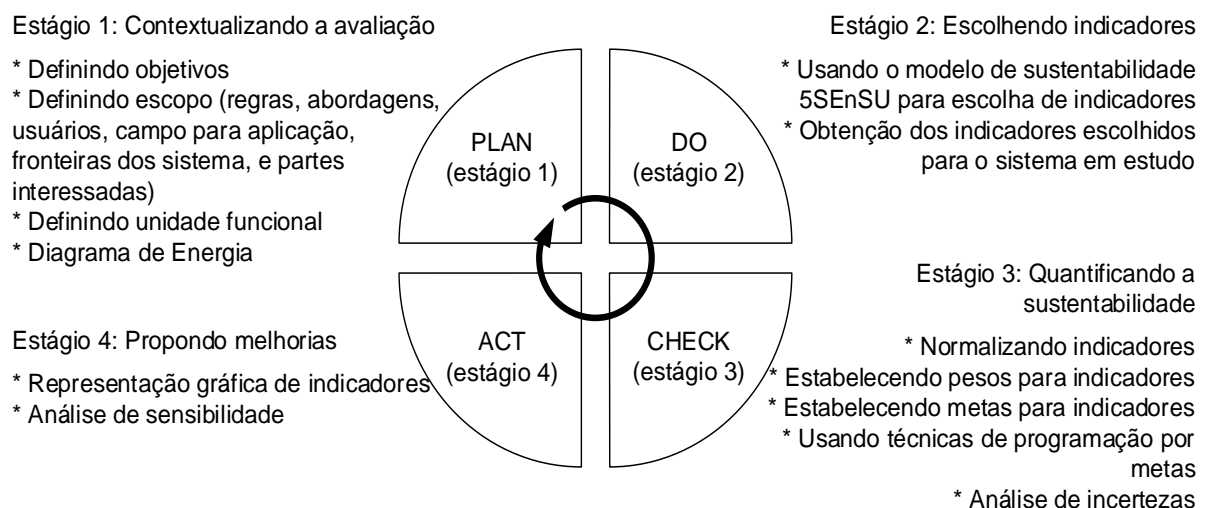 Estágio 1: Contextualizando a avaliação
* Definindo objetivos
* Definindo escopo (regras, abordagens,
usuários, campo para aplicação,
fronteiras dos sistema, e partes
interessadas)
* Definindo unidade funcional
* Diagrama de Energia
Estágio 2: Escolhendo indicadores
* Usando o modelo de sustentabilidade
5SEnSU para escolha de indicadores
* Obtenção dos indicadores escolhidos
para o sistema em estudo
PLAN
(estágio 1)
DO
(estágio 2)
Estágio 4: Propondo melhorias
* Representação gráfica de indicadores
* Análise de sensibilidade
ACT
(estágio 4)
CHECK
(estágio 3)
Estágio 3: Quantificando a
sustentabilidade
* Normalizando indicadores
* Estabelecendo pesos para indicadores
* Estabelecendo metas para indicadores
* Usando técnicas de programação por
metas
* Análise de incertezas